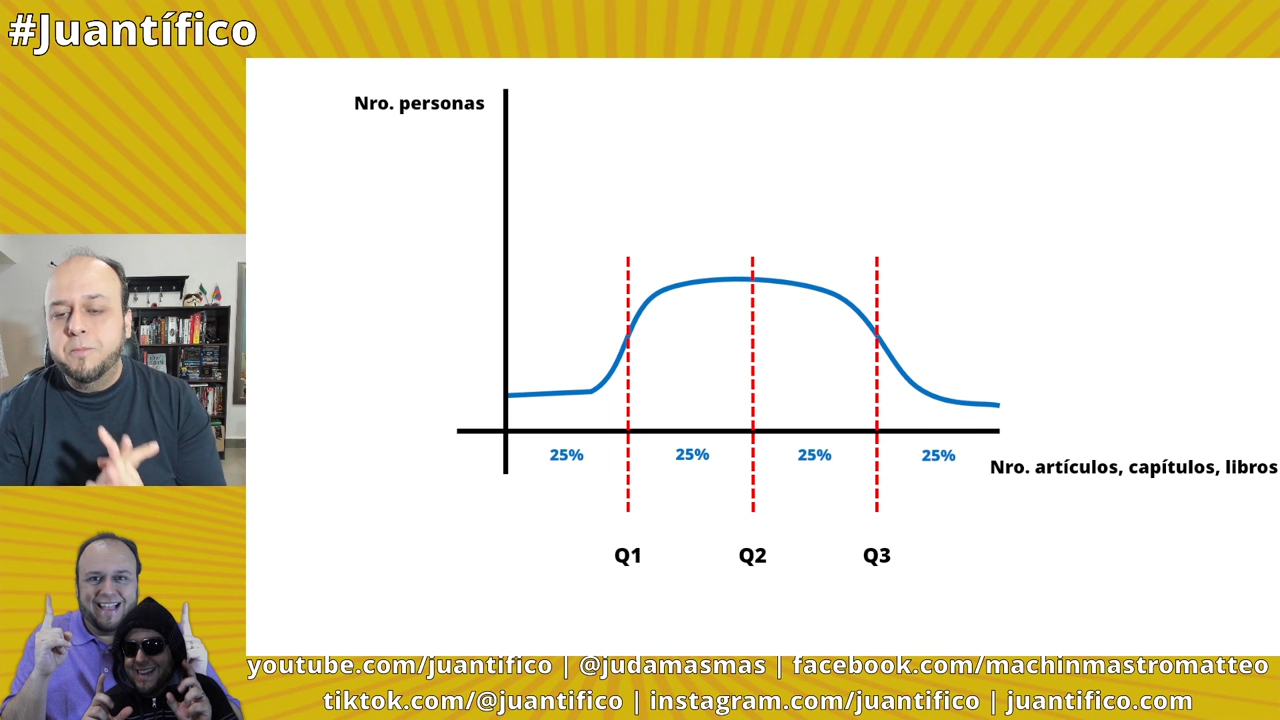 #Juantífico
Nro. personas
25% 25% 25% 25%
Nro. artículos, capítulos, libros
Q1 Q2 Q3
youtube.com/juantifico | @judamasmas | facebook.com/machinmastromatteo
tiktok.com/@juantifico | instagram.com/juantifico | juantifico.com